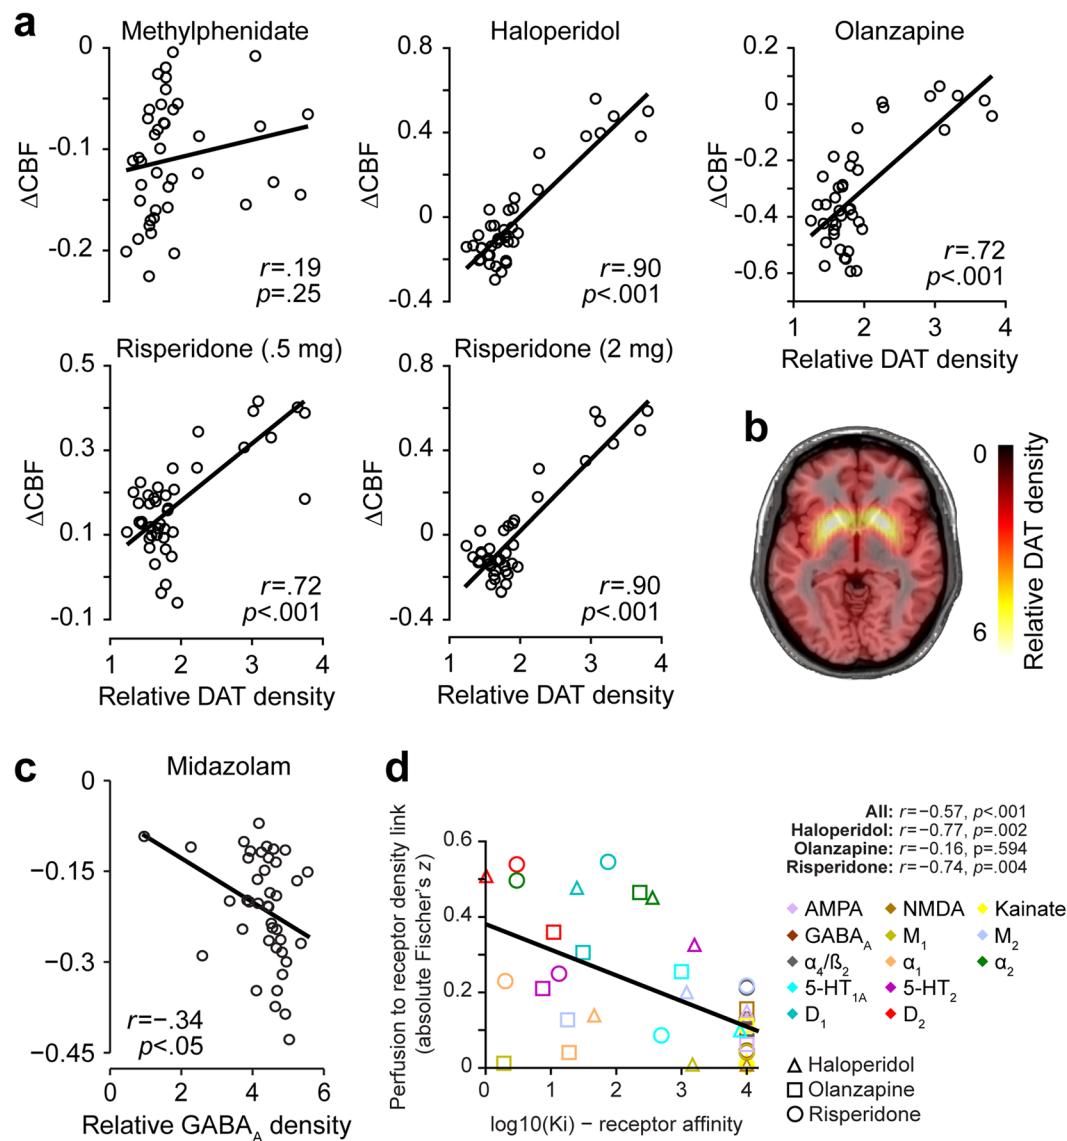 a
Methylphenidate
0
-0.1
-0.2
ΔCBF
r=.19
p=.25
Haloperidol
0.8
0.4
0
-0.4
ΔCBF
r=.90
p<.001
Olanzapine
0.2
0
-0.2
-0.4
-0.6
ΔCBF
r=.72
p<.001
1 2 3 4
Relative DAT density
Risperidone (.5 mg)
0.5
0.3
0.1
-0.1
ΔCBF
r=.72
p<.001
1 2 3 4
Relative DAT density
Risperidone (2 mg)
0.8
0.4
0
-0.4
ΔCBF
r=.90
p<.001
1 2 3 4
Relative DAT density
b
0
6
Relative DAT density
c
Midazolam
0
−0.15
−0.3
−0.45
r=−.34
p<.05
0 2 4 6
Relative GABAA density
d
Perfusion to receptor density link
(absolute Fischer's z)
0.6
0.4
0.2
0
0 1 2 3 4
log10(Ki) − receptor affinity
All: r=−0.57, p<.001
Haloperidol: r=−0.77, p=.002
Olanzapine: r=−0.16, p=.594
Risperidone: r=−0.74, p=.004
AMPA NMDA Kainate
GABAA M1 M2
α4/ß2 α1 α2
5-HT1A 5-HT2
D1 D2
Haloperidol
Olanzapine
Risperidone